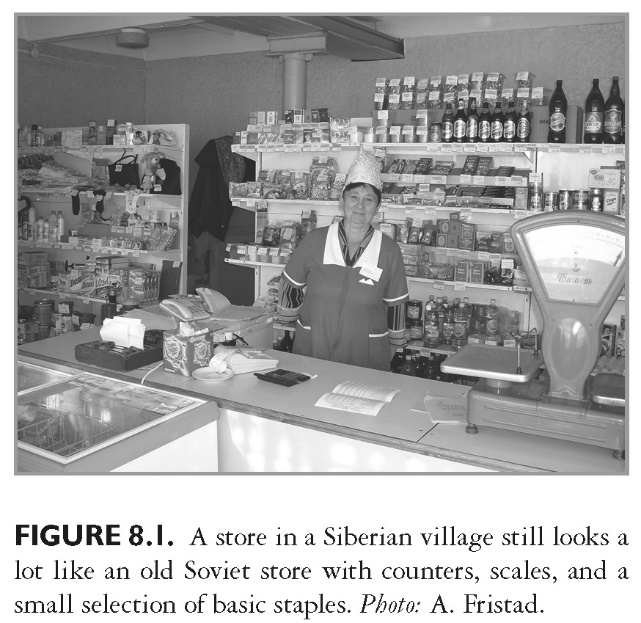 FIGURE 8.1. A store in a Siberian village still looks a
lot like an old Soviet store with counters, scales, and a
small selection of basic staples. Photo: A. Fristad.